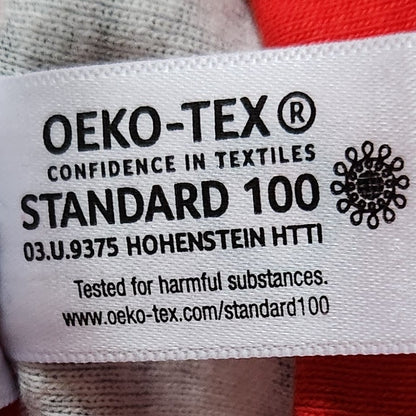 OEKO-TEX®
CONFIDENCE IN TEXTILES
STANDARD 100
03.U.9375 HOHENSTEIN HTTI
Tested for harmful substances.
www.oeko-tex.com/standard100